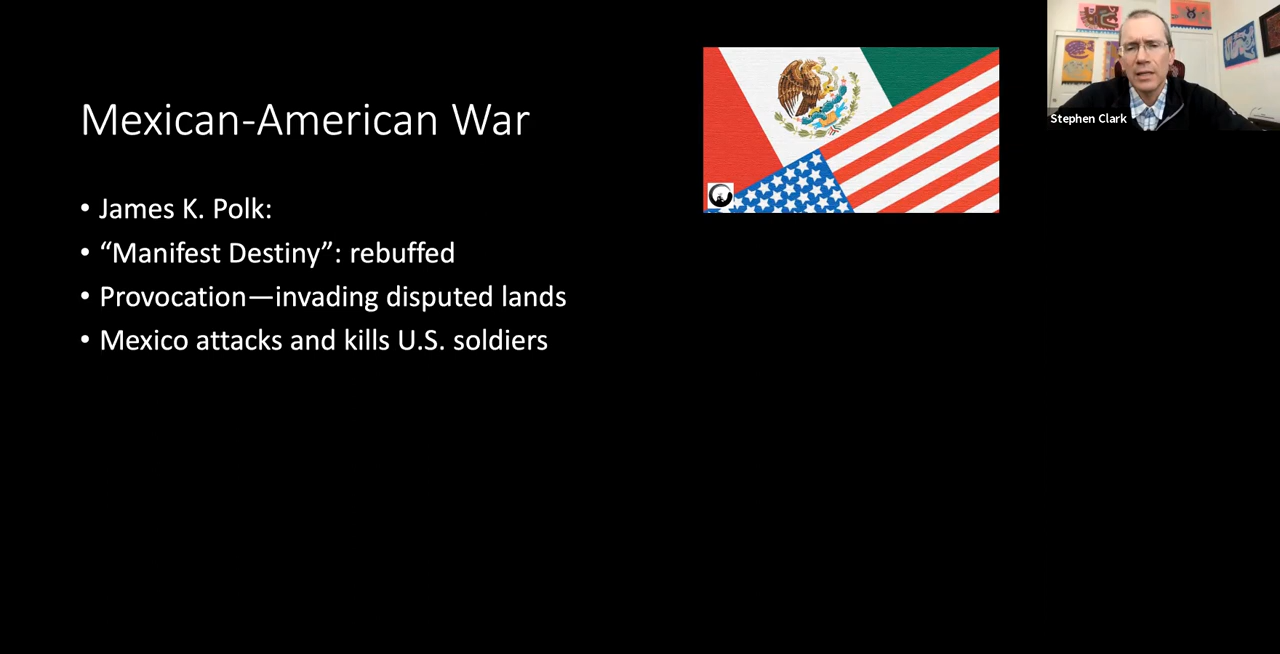 Mexican-American War
• James K. Polk:
• “Manifest Destiny”: rebuffed
• Provocation—invading disputed lands
• Mexico attacks and kills U.S. soldiers
Stephen Clark